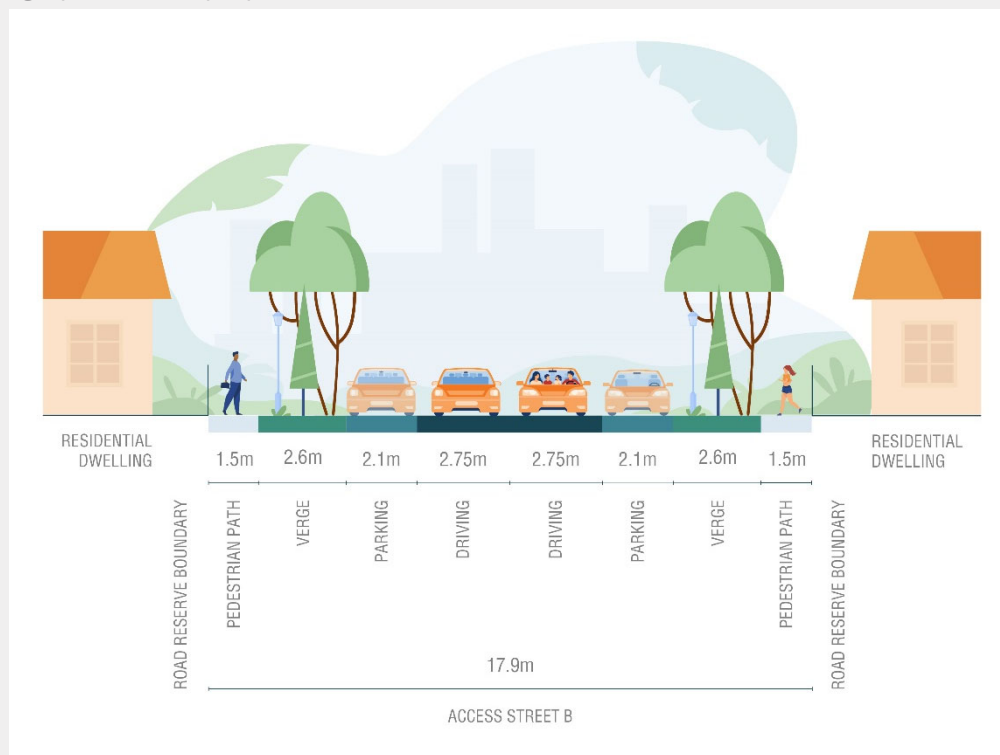 RESIDENTIAL
DWELLING
1.5m
2.6m
2.1m
2.75m
2.75m
2.1m
2.6m
1.5m
RESIDENTIAL
DWELLING
ROAD RESERVE BOUNDARY
PEDESTRIAN PATH
VERGE
PARKING
DRIVING
DRIVING
PARKING
VERGE
PEDESTRIAN PATH
ROAD RESERVE BOUNDARY
17.9m
ACCESS STREET B